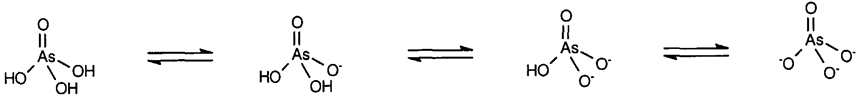 O O O O
As As As As
HO OH HO O- HO O- -O O-
OH OH O- O-